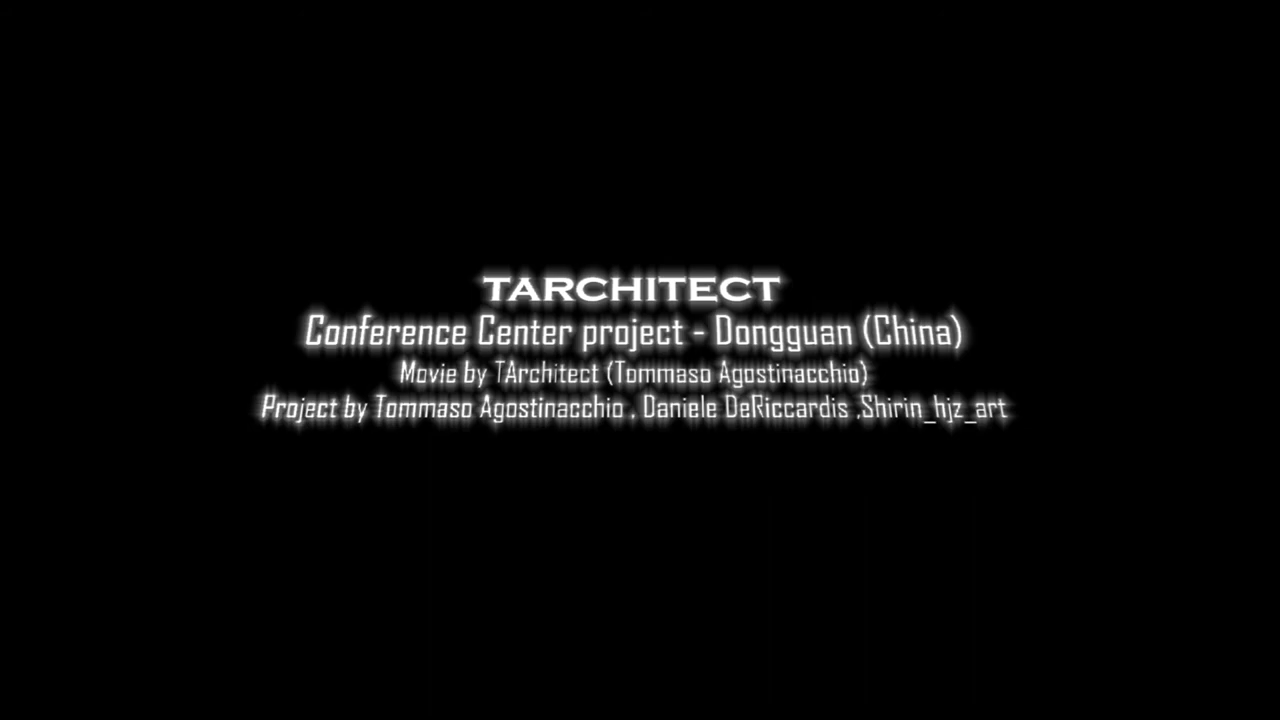 TARCHITECT
Conference Center project - Dongguan (China)
Movie by TArchitect (Tommaso Agostinacchio)
Project by Tommaso Agostinacchio , Daniele DeRiccardis ,Shirin_hjz_art